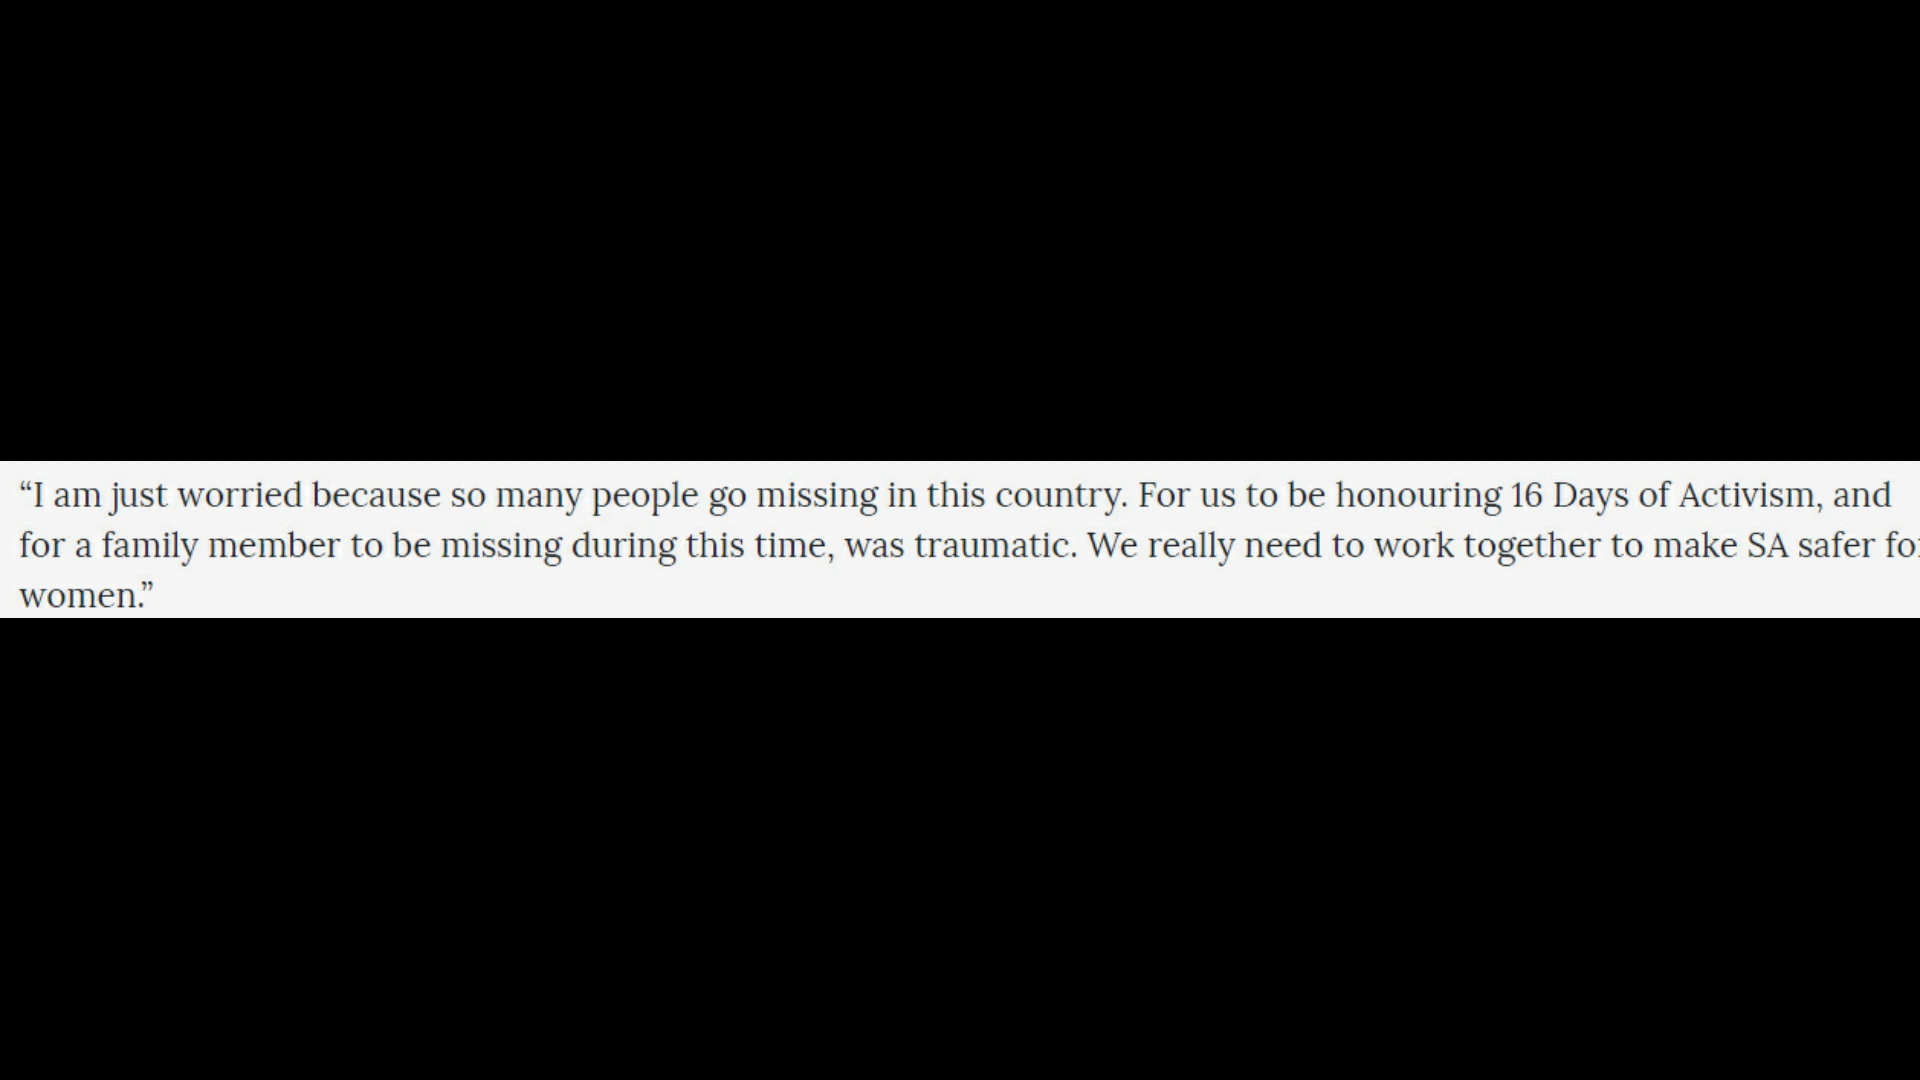 “I am just worried because so many people go missing in this country. For us to be honouring 16 Days of Activism, and
for a family member to be missing during this time, was traumatic. We really need to work together to make SA safer for
women.”